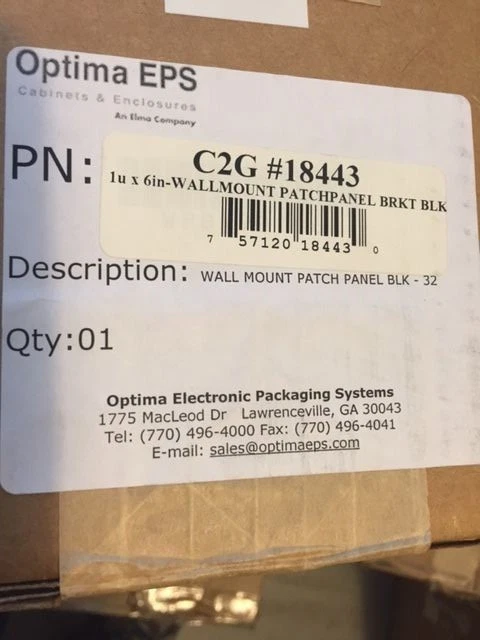 Optima EPS
Cabinets & Enclosures
An Elma Company
PN:
C2G #18443
1u x 6in-WALLMOUNT PATCHPANEL BRKT BLK
7 57120 18443 0
Description: WALL MOUNT PATCH PANEL BLK - 32
Qty:01
Optima Electronic Packaging Systems
1775 MacLeod Dr Lawrenceville, GA 30043
Tel: (770) 496-4000 Fax: (770) 496-4041
E-mail: sales@optimaeps.com